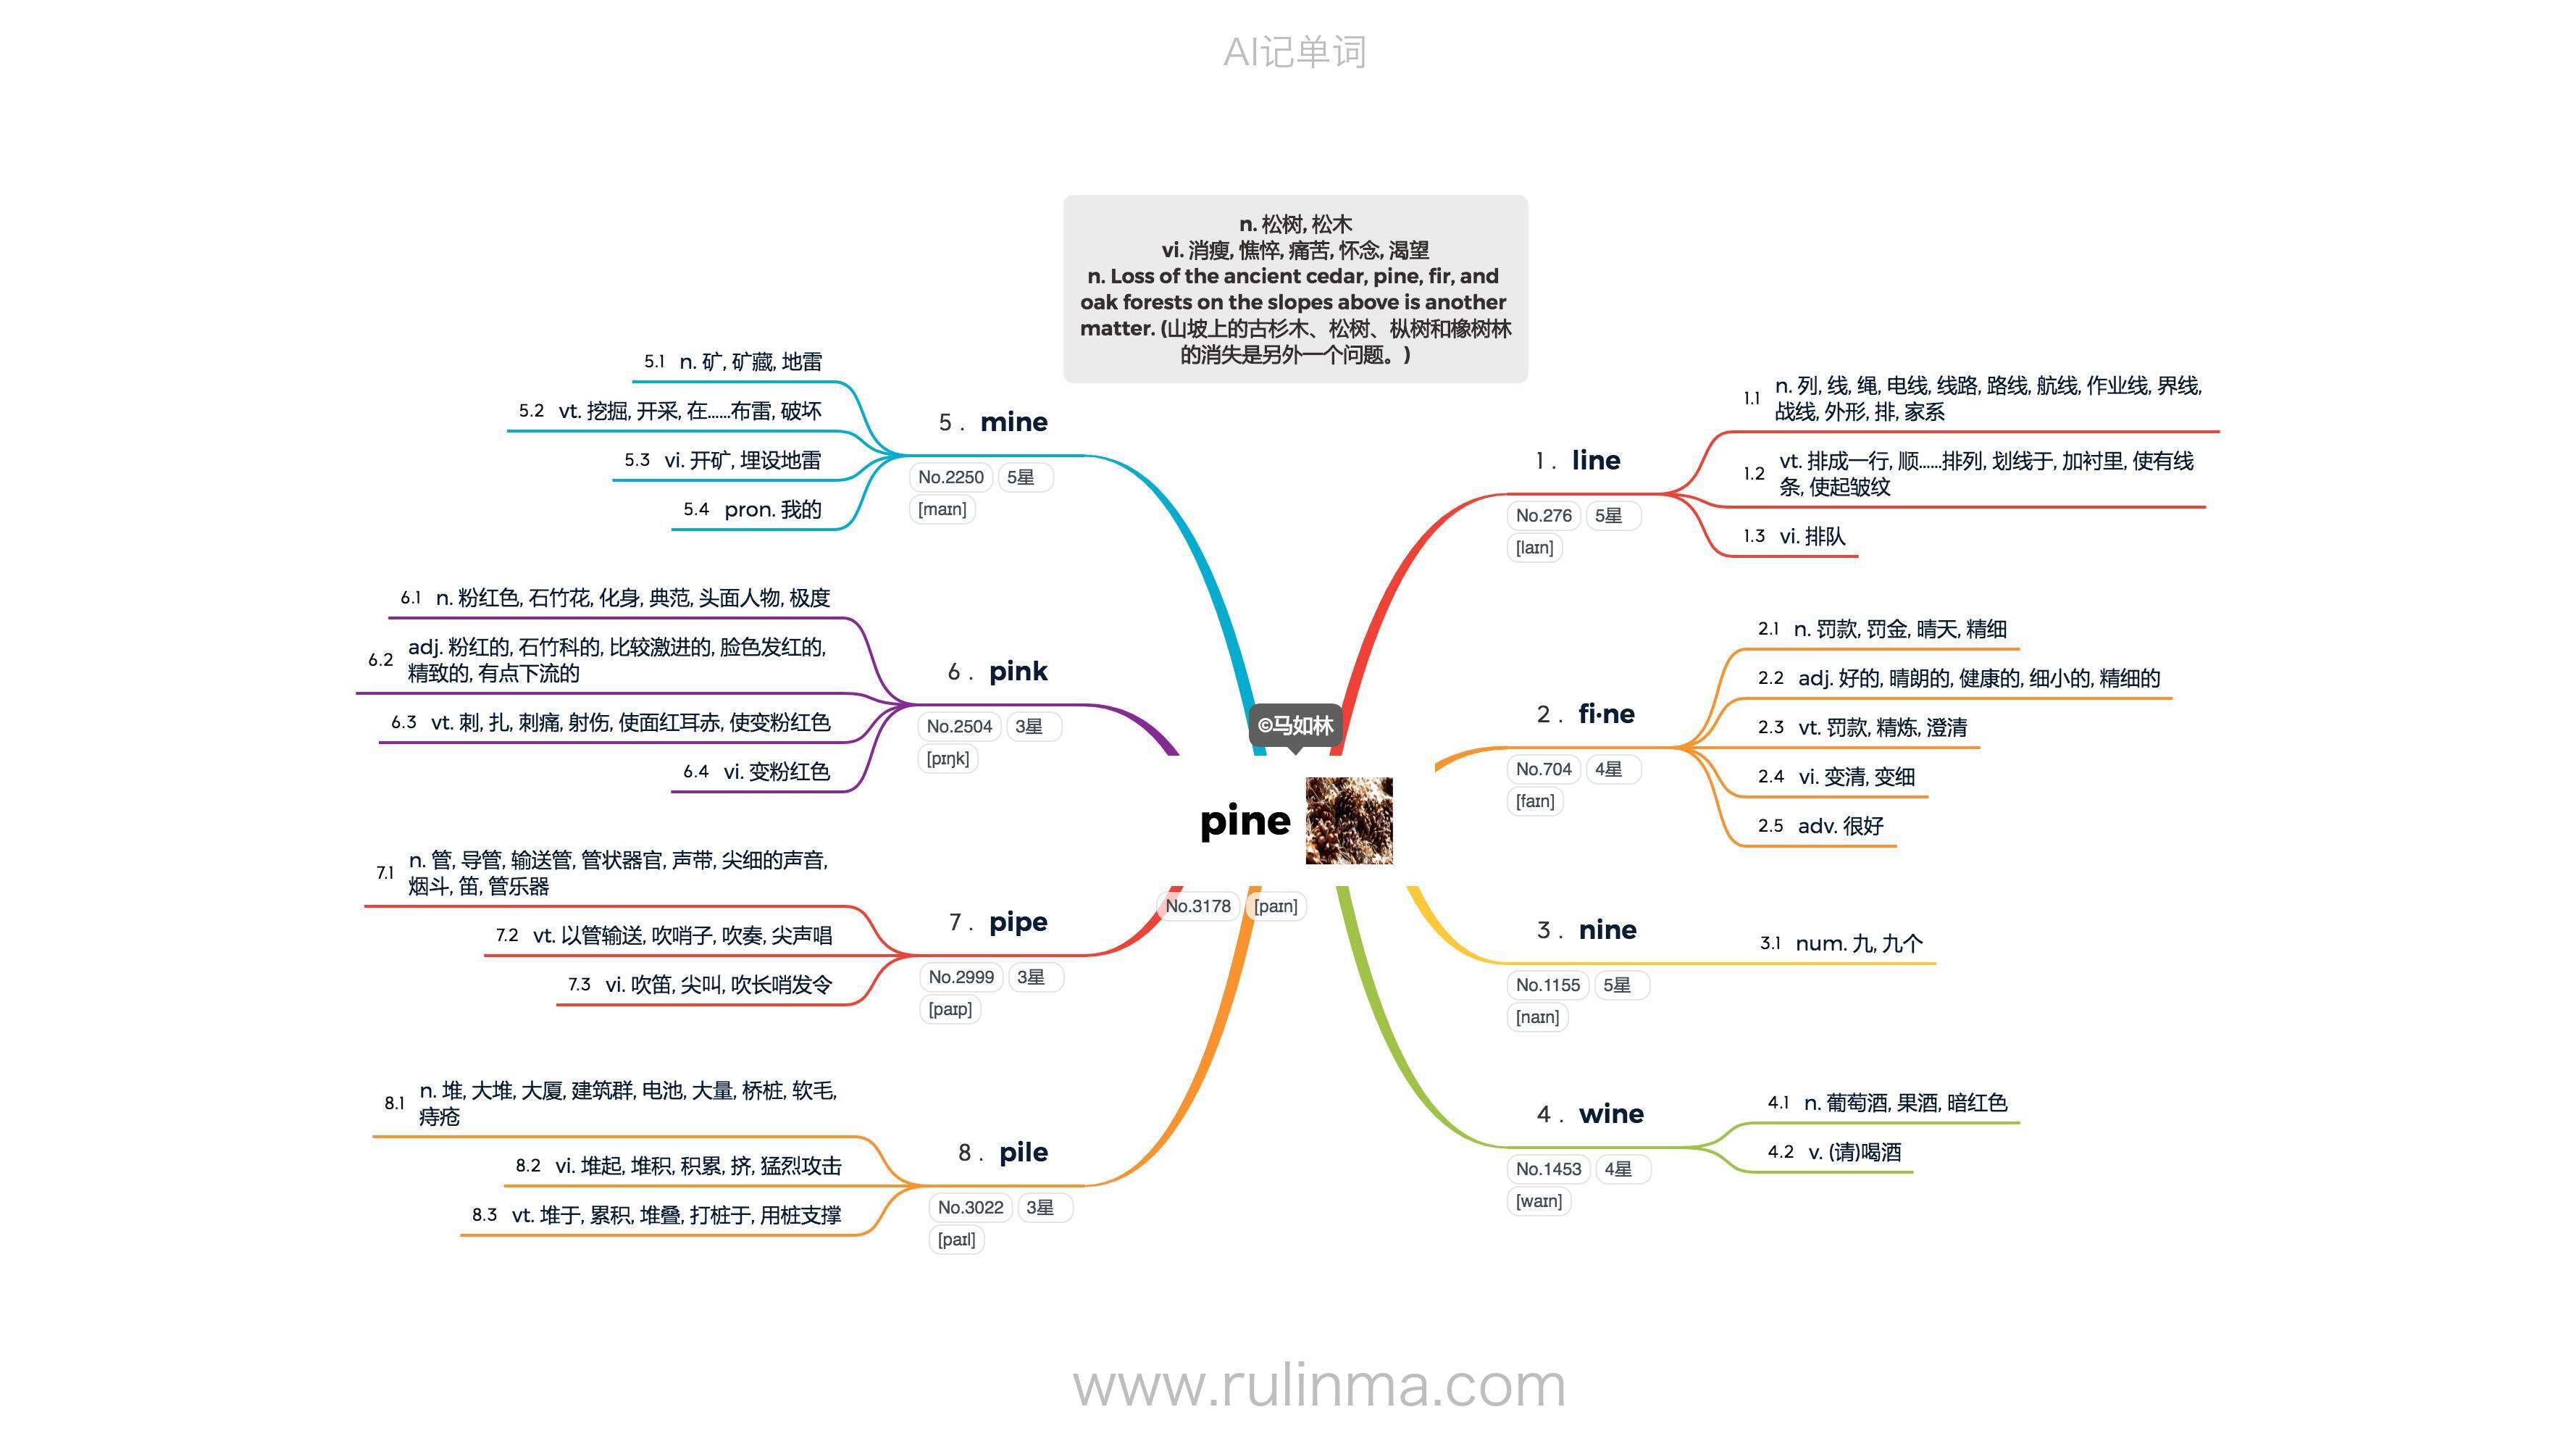 AI记单词
n. 松树, 松木
vi. 消瘦, 憔悴, 痛苦, 怀念, 渴望
n. Loss of the ancient cedar, pine, fir, and
oak forests on the slopes above is another
matter. (山坡上的古杉木、松树、枞树和橡树林
的消失是另外一个问题。)
©马如林
pine
No.3178 [paɪn]
1 . line
No.276 5星
[laɪn]
1.1 n. 列, 线, 绳, 电线, 线路, 路线, 航线, 作业线, 界线,
战线, 外形, 排, 家系
1.2 vt. 排成一行, 顺......排列, 划线于, 加衬里, 使有线
条, 使起皱纹
1.3 vi. 排队
2 . fi·ne
No.704 4星
[faɪn]
2.1 n. 罚款, 罚金, 晴天, 精细
2.2 adj. 好的, 晴朗的, 健康的, 细小的, 精细的
2.3 vt. 罚款, 精炼, 澄清
2.4 vi. 变清, 变细
2.5 adv. 很好
3 . nine
No.1155 5星
[naɪn]
3.1 num. 九, 九个
4 . wine
No.1453 4星
[waɪn]
4.1 n. 葡萄酒, 果酒, 暗红色
4.2 v. (请)喝酒
5 . mine
No.2250 5星
[maɪn]
5.1 n. 矿, 矿藏, 地雷
5.2 vt. 挖掘, 开采, 在......布雷, 破坏
5.3 vi. 开矿, 埋设地雷
5.4 pron. 我的
6 . pink
No.2504 3星
[pɪŋk]
6.1 n. 粉红色, 石竹花, 化身, 典范, 头面人物, 极度
6.2 adj. 粉红的, 石竹科的, 比较激进的, 脸色发红的,
精致的, 有点下流的
6.3 vt. 刺, 扎, 刺痛, 射伤, 使面红耳赤, 使变粉红色
6.4 vi. 变粉红色
7 . pipe
No.2999 3星
[paɪp]
7.1 n. 管, 导管, 输送管, 管状器官, 声带, 尖细的声音,
烟斗, 笛, 管乐器
7.2 vt. 以管输送, 吹哨子, 吹奏, 尖声唱
7.3 vi. 吹笛, 尖叫, 吹长哨发令
8 . pile
No.3022 3星
[paɪl]
8.1 n. 堆, 大堆, 大厦, 建筑群, 电池, 大量, 桥桩, 软毛,
痔疮
8.2 vi. 堆起, 堆积, 积累, 挤, 猛烈攻击
8.3 vt. 堆于, 累积, 堆叠, 打桩于, 用桩支撑
www.rulinma.com